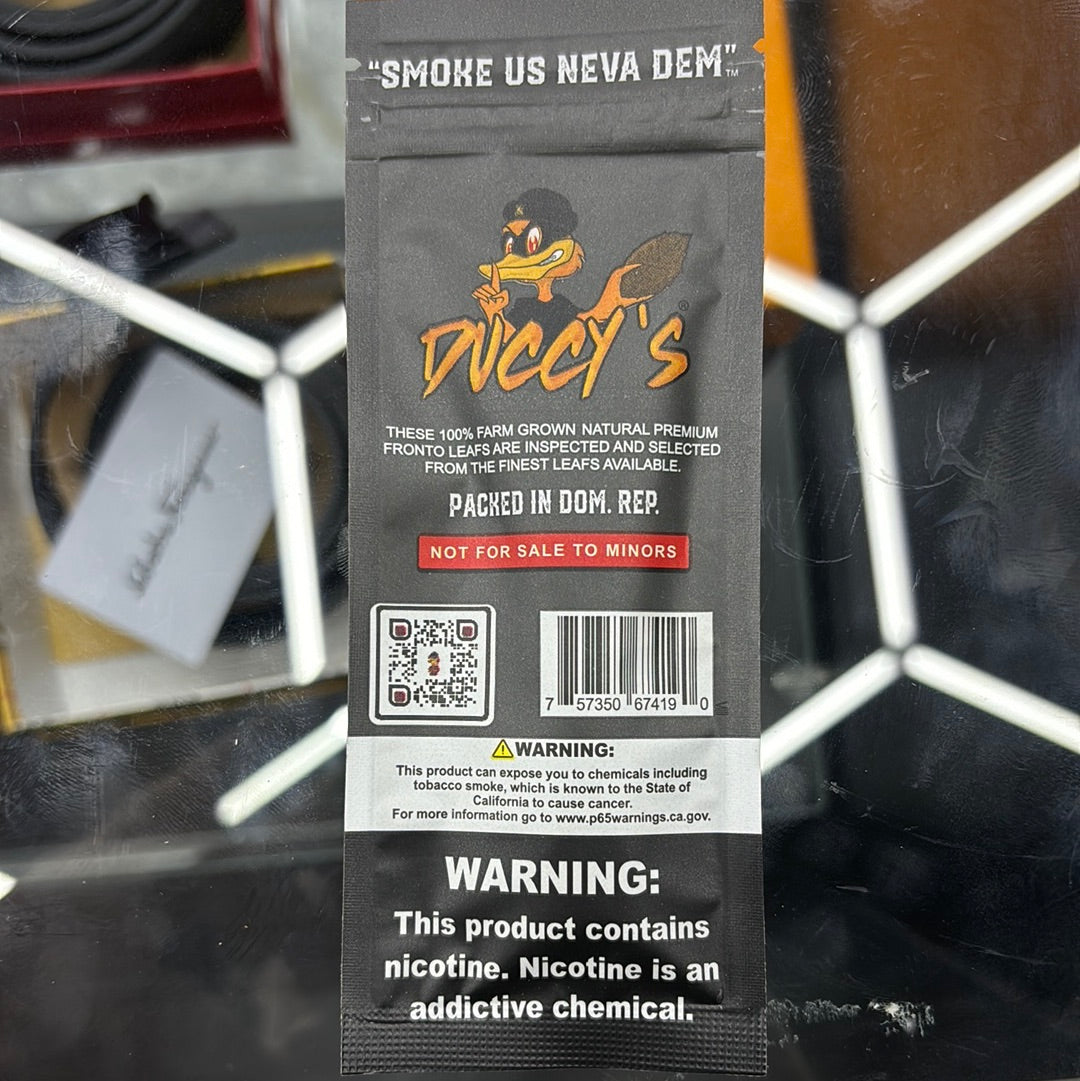 "SMOKE US NEVA DEM"™
DUCCY'S®
THESE 100% FARM GROWN NATURAL PREMIUM
FRONTO LEAFS ARE INSPECTED AND SELECTED
FROM THE FINEST LEAFS AVAILABLE.
PACKED IN DOM. REP.
NOT FOR SALE TO MINORS
7 57350 67419 0
⚠WARNING:
This product can expose you to chemicals including
tobacco smoke, which is known to the State of
California to cause cancer.
For more information go to www.p65warnings.ca.gov.
WARNING:
This product contains
nicotine. Nicotine is an
addictive chemical.